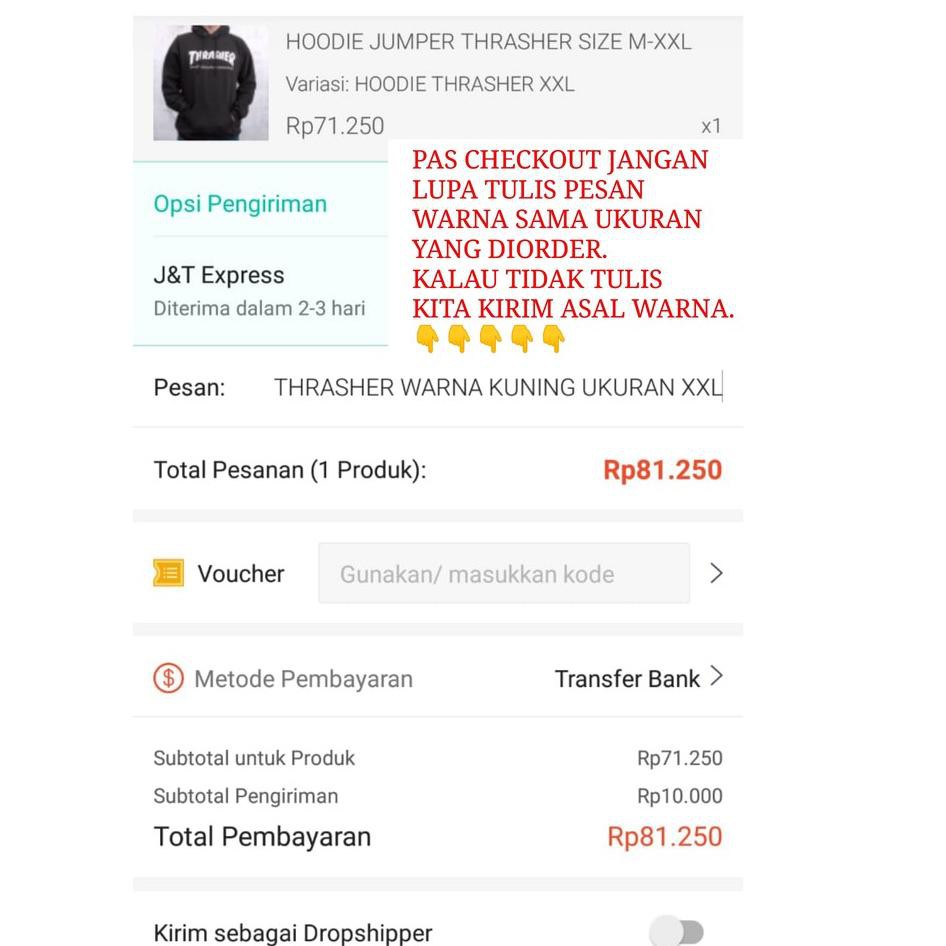 THRASHER
HOODIE JUMPER THRASHER SIZE M-XXL
Variasi: HOODIE THRASHER XXL
Rp71.250
x1
PAS CHECKOUT JANGAN
LUPA TULIS PESAN
WARNA SAMA UKURAN
YANG DIORDER.
KALAU TIDAK TULIS
KITA KIRIM ASAL WARNA.
👇👇👇👇👇
Opsi Pengiriman
J&T Express
Diterima dalam 2-3 hari
Pesan: THRASHER WARNA KUNING UKURAN XXL
Total Pesanan (1 Produk): Rp81.250
Voucher Gunakan/ masukkan kode
Metode Pembayaran Transfer Bank
Subtotal untuk Produk Rp71.250
Subtotal Pengiriman Rp10.000
Total Pembayaran Rp81.250
Kirim sebagai Dropshipper